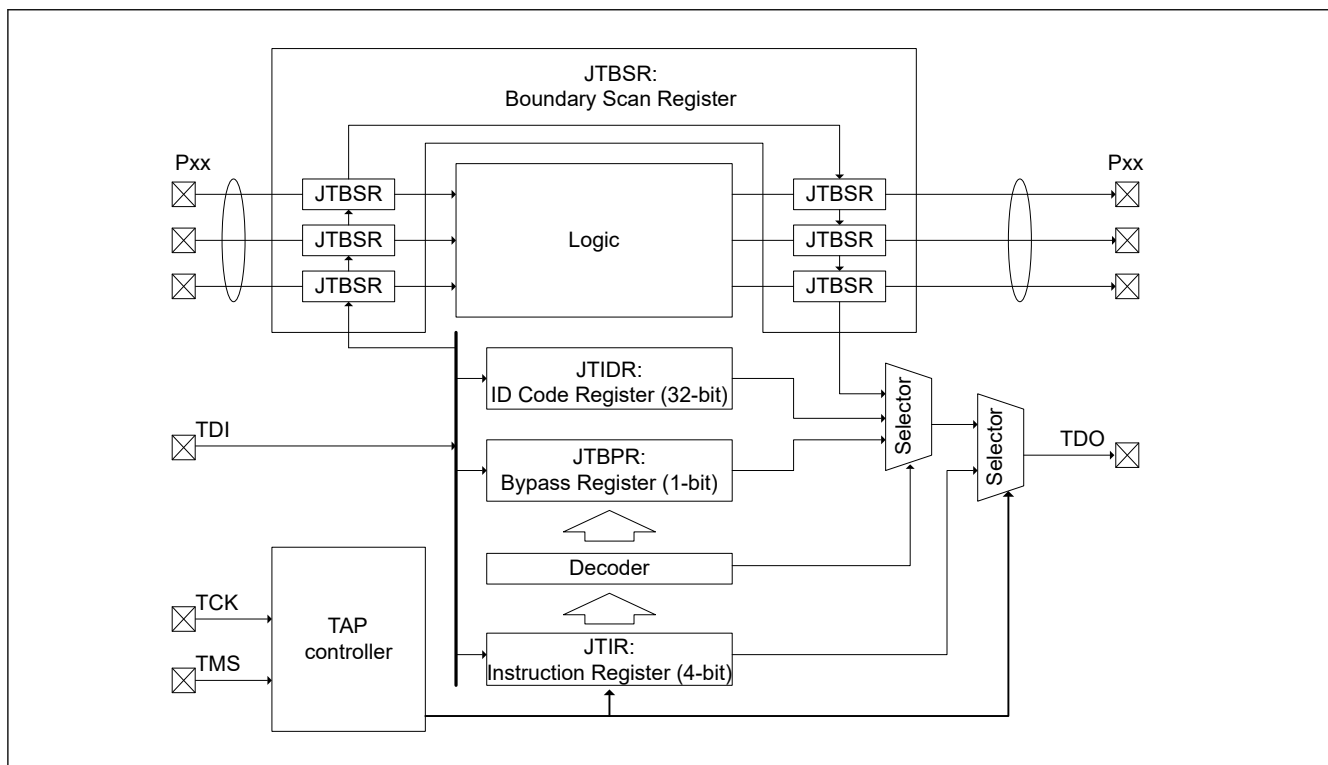 JTBSR:
Boundary Scan Register
Pxx
Pxx
JTBSR
JTBSR
JTBSR
JTBSR
Logic
JTBSR
JTBSR
JTIDR:
ID Code Register (32-bit)
Selector
Selector
TDI
TDO
JTBPR:
Bypass Register (1-bit)
Decoder
TCK
TAP
controller
TMS
JTIR:
Instruction Register (4-bit)